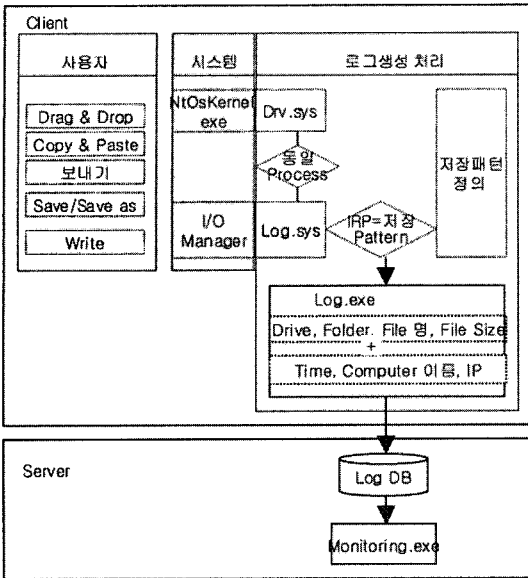 Client
사용자
시스템
로그생성 처리
Drag & Drop
Copy & Paste
보내기
Save/Save as
Write
NtOsKernel
exe
Drv.sys
동일
Process
저장패턴
정의
I/O
Manager
Log.sys
IRP=저장
Pattern
Log.exe
Drive, Folder. File 명, File Size
+
Time, Computer 이름, IP
Server
Log DB
Monitoring.exe